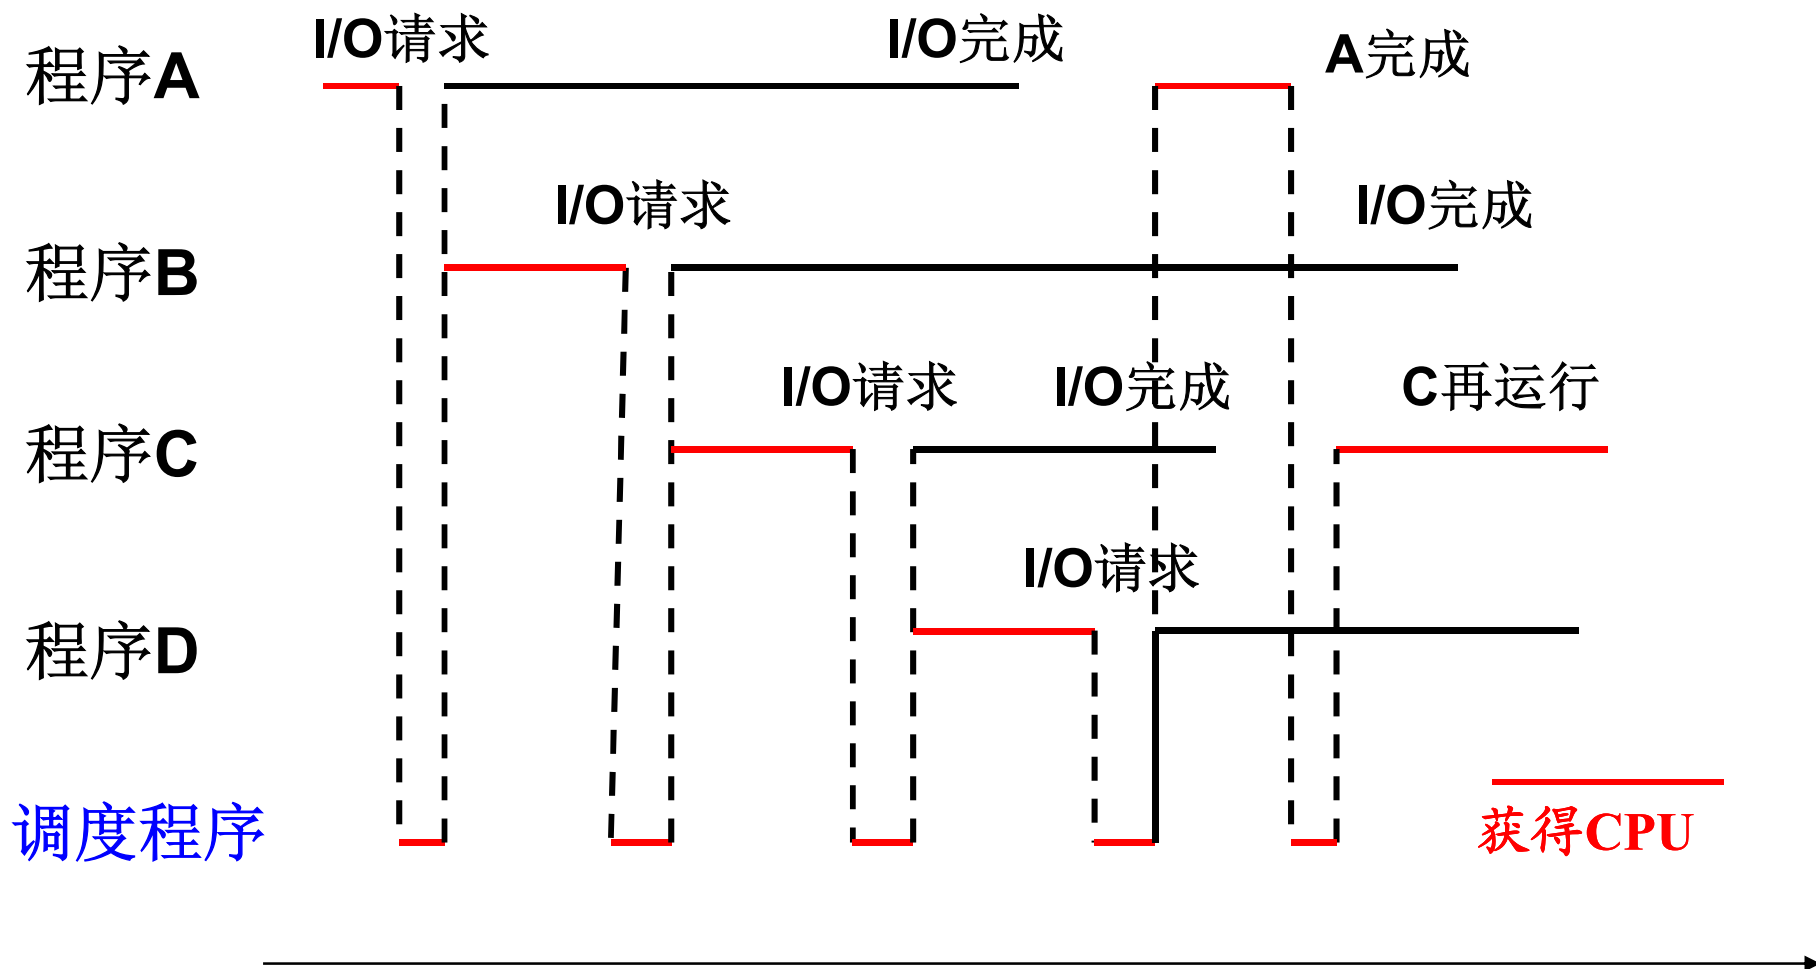 I/O请求
I/O完成
A完成
程序A
I/O请求
I/O完成
程序B
I/O请求
I/O完成
C再运行
程序C
I/O请求
程序D
调度程序
获得CPU